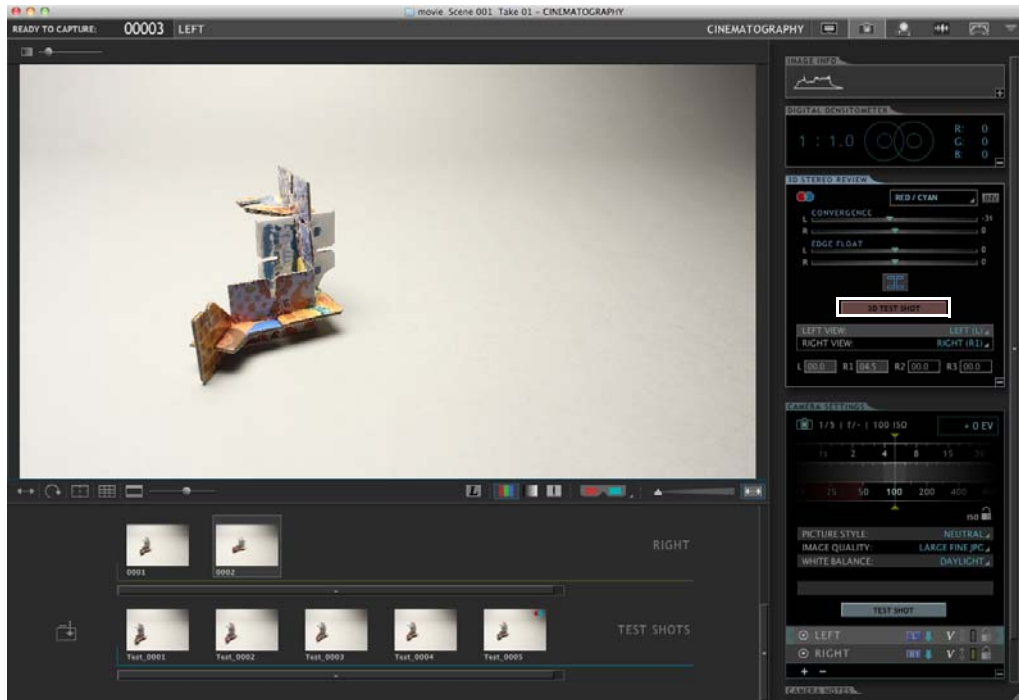 movie Scene 001 Take 01 – CINEMATOGRAPHY
READY TO CAPTURE: 00003 LEFT
CINEMATOGRAPHY
IMAGE INFO
DIGITAL DENSITOMETER
1 : 1.0
R: 0
G: 0
B: 0
3D STEREO REVIEW
RED / CYAN
CONVERGENCE
L
R 0
EDGE FLOAT
L 0
R 0
3D TEST SHOT
LEFT VIEW: LEFT (L)
RIGHT VIEW: RIGHT (R1)
L 00.0 R1 04.5 R2 00.0 R3 00.0
CAMERA SETTINGS
1/5 | f/- | 100 ISO + 0 EV
1s 2 4 8 15
25 50 100 200 400
ISO
PICTURE STYLE: NEUTRAL
IMAGE QUALITY: LARGE FINE JPG
WHITE BALANCE: DAYLIGHT
TEST SHOT
LEFT V
RIGHT V
+ −
CAMERA NOTES
L
0001
0002
RIGHT
Test_0001
Test_0002
Test_0003
Test_0004
Test_0005
TEST SHOTS